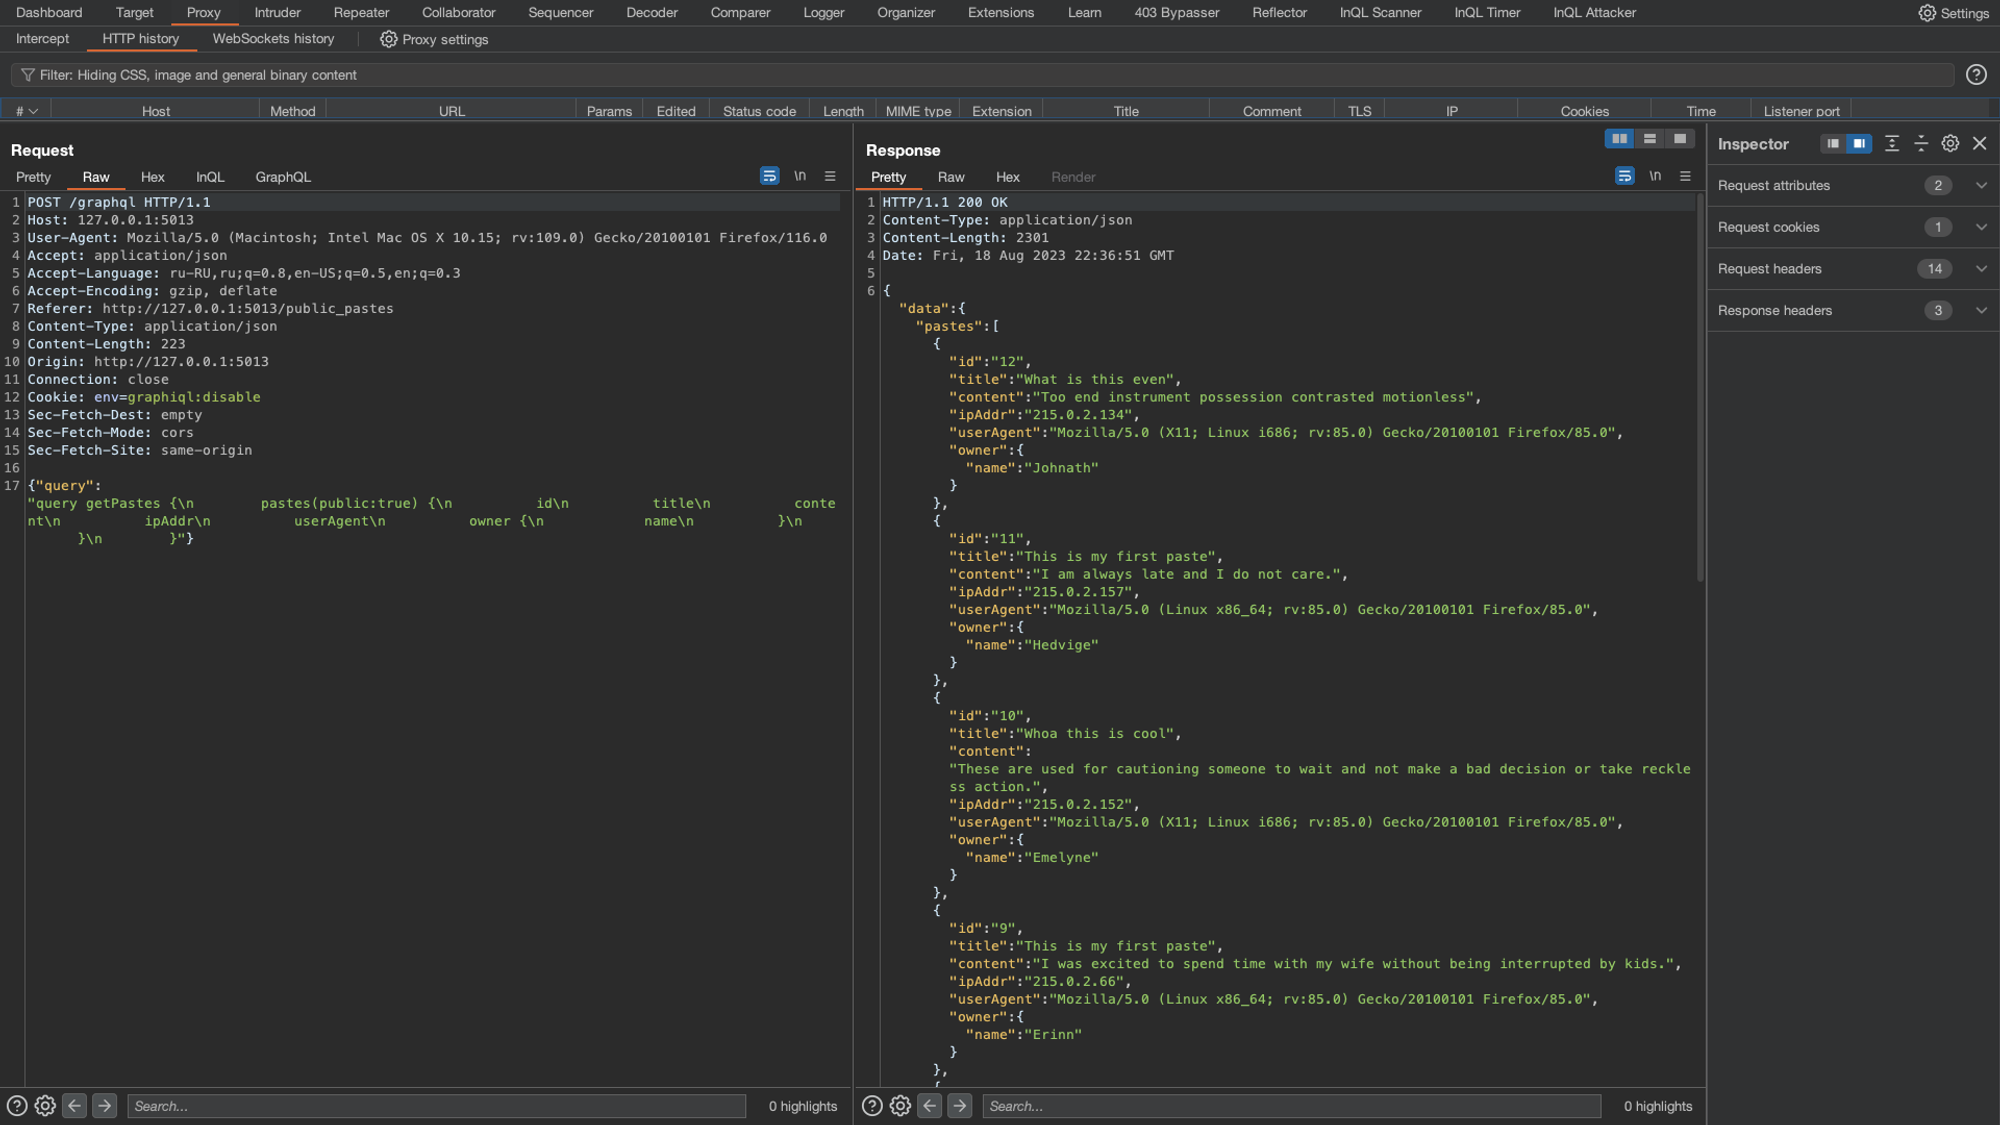 Dashboard Target Proxy Intruder Repeater Collaborator Sequencer Decoder Comparer Logger Organizer Extensions Learn 403 Bypasser Reflector InQL Scanner InQL Timer InQL Attacker Settings
Intercept HTTP history WebSockets history Proxy settings
Filter: Hiding CSS, image and general binary content
# Host Method URL Params Edited Status code Length MIME type Extension Title Comment TLS IP Cookies Time Listener port
Request
Pretty Raw Hex InQL GraphQL \n
1 POST /graphql HTTP/1.1
2 Host: 127.0.0.1:5013
3 User-Agent: Mozilla/5.0 (Macintosh; Intel Mac OS X 10.15; rv:109.0) Gecko/20100101 Firefox/116.0
4 Accept: application/json
5 Accept-Language: ru-RU,ru;q=0.8,en-US;q=0.5,en;q=0.3
6 Accept-Encoding: gzip, deflate
7 Referer: http://127.0.0.1:5013/public_pastes
8 Content-Type: application/json
9 Content-Length: 223
10 Origin: http://127.0.0.1:5013
11 Connection: close
12 Cookie: env=graphiql:disable
13 Sec-Fetch-Dest: empty
14 Sec-Fetch-Mode: cors
15 Sec-Fetch-Site: same-origin
16
17 {"query":
"query getPastes {\n        pastes(public:true) {\n          id\n          title\n          conte
nt\n          ipAddr\n          userAgent\n          owner {\n            name\n          }\n
      }\n        }"}
Search... 0 highlights
Response
Pretty Raw Hex Render \n
1 HTTP/1.1 200 OK
2 Content-Type: application/json
3 Content-Length: 2301
4 Date: Fri, 18 Aug 2023 22:36:51 GMT
5
6 {
"data":{
"pastes":[
{
"id":"12",
"title":"What is this even",
"content":"Too end instrument possession contrasted motionless",
"ipAddr":"215.0.2.134",
"userAgent":"Mozilla/5.0 (X11; Linux i686; rv:85.0) Gecko/20100101 Firefox/85.0",
"owner":{
"name":"Johnath"
}
},
{
"id":"11",
"title":"This is my first paste",
"content":"I am always late and I do not care.",
"ipAddr":"215.0.2.157",
"userAgent":"Mozilla/5.0 (Linux x86_64; rv:85.0) Gecko/20100101 Firefox/85.0",
"owner":{
"name":"Hedvige"
}
},
{
"id":"10",
"title":"Whoa this is cool",
"content":
"These are used for cautioning someone to wait and not make a bad decision or take reckle
ss action.",
"ipAddr":"215.0.2.152",
"userAgent":"Mozilla/5.0 (X11; Linux i686; rv:85.0) Gecko/20100101 Firefox/85.0",
"owner":{
"name":"Emelyne"
}
},
{
"id":"9",
"title":"This is my first paste",
"content":"I was excited to spend time with my wife without being interrupted by kids.",
"ipAddr":"215.0.2.66",
"userAgent":"Mozilla/5.0 (Linux x86_64; rv:85.0) Gecko/20100101 Firefox/85.0",
"owner":{
"name":"Erinn"
}
},
{
Search... 0 highlights
Inspector
Request attributes 2
Request cookies 1
Request headers 14
Response headers 3